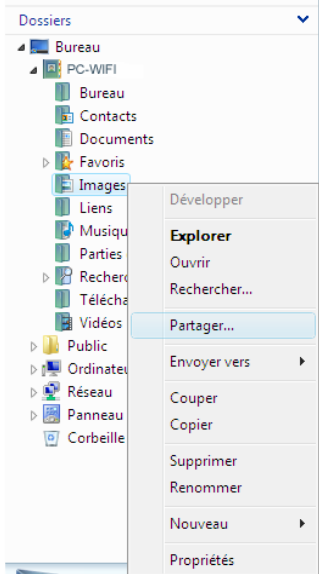 Dossiers
Bureau
PC-WIFI
Bureau
Contacts
Documents
Favoris
Images
Liens
Musiqu
Parties
Recherc
Télécha
Vidéos
Public
Ordinateu
Réseau
Panneau
Corbeille
Développer
Explorer
Ouvrir
Rechercher...
Partager...
Envoyer vers
Couper
Copier
Supprimer
Renommer
Nouveau
Propriétés